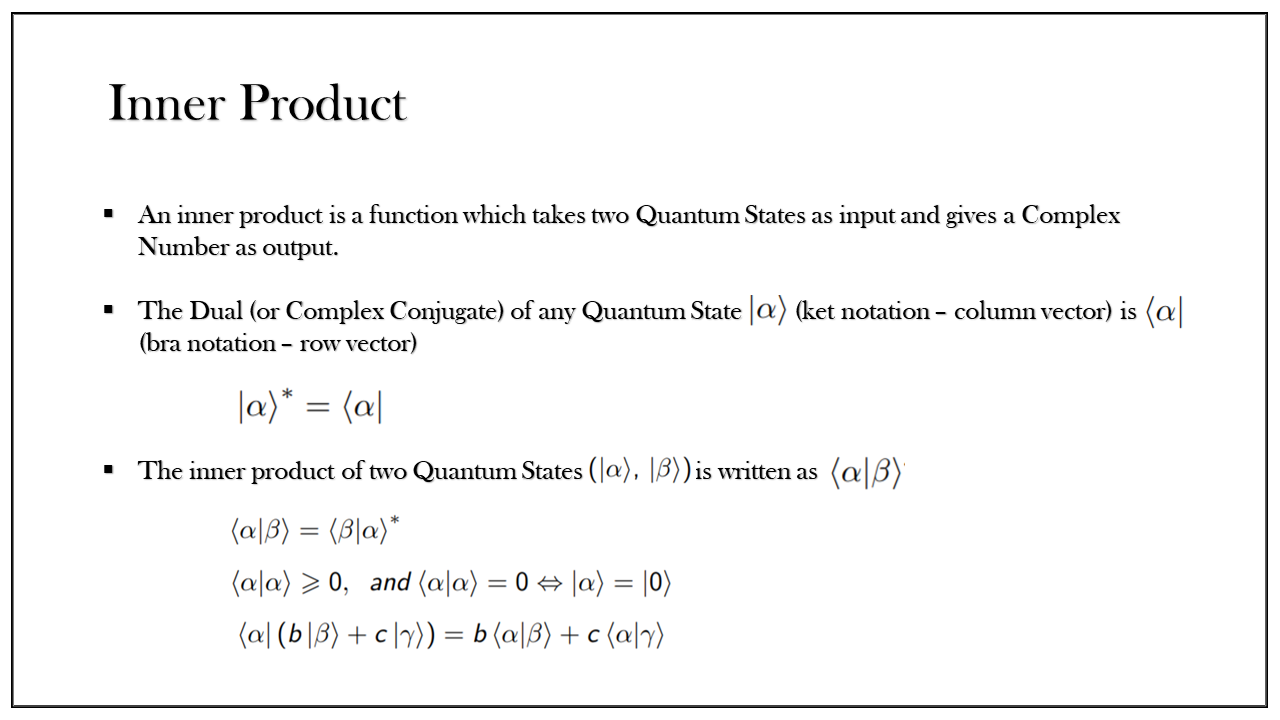 Inner Product
▪ An inner product is a function which takes two Quantum States as input and gives a Complex
Number as output.
▪ The Dual (or Complex Conjugate) of any Quantum State |α⟩ (ket notation – column vector) is ⟨α|
(bra notation – row vector)
|α⟩* = ⟨α|
▪ The inner product of two Quantum States (|α⟩, |β⟩) is written as ⟨α|β⟩
⟨α|β⟩ = ⟨β|α⟩*
⟨α|α⟩ ⩾ 0, and ⟨α|α⟩ = 0 ⇔ |α⟩ = |0⟩
⟨α| (b |β⟩ + c |γ⟩) = b ⟨α|β⟩ + c ⟨α|γ⟩